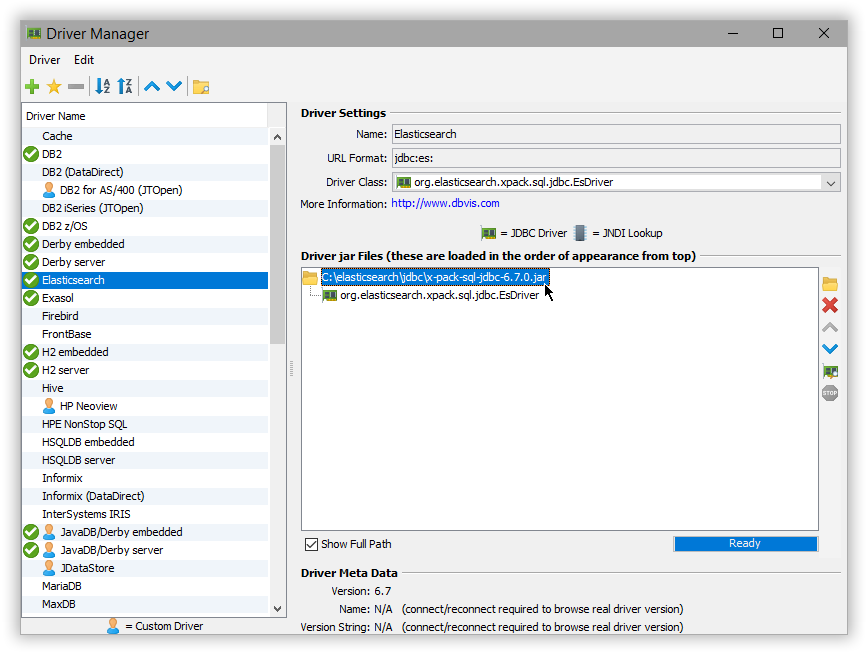 Driver Manager
Driver Edit
Driver Name
Cache
DB2
DB2 (DataDirect)
DB2 for AS/400 (JTOpen)
DB2 iSeries (JTOpen)
DB2 z/OS
Derby embedded
Derby server
Elasticsearch
Exasol
Firebird
FrontBase
H2 embedded
H2 server
Hive
HP Neoview
HPE NonStop SQL
HSQLDB embedded
HSQLDB server
Informix
Informix (DataDirect)
InterSystems IRIS
JavaDB/Derby embedded
JavaDB/Derby server
JDataStore
MariaDB
MaxDB
= Custom Driver
Driver Settings
Name: Elasticsearch
URL Format: jdbc:es:
Driver Class: org.elasticsearch.xpack.sql.jdbc.EsDriver
More Information: http://www.dbvis.com
= JDBC Driver = JNDI Lookup
Driver jar Files (these are loaded in the order of appearance from top)
C:\elasticsearch\jdbc\x-pack-sql-jdbc-6.7.0.jar
org.elasticsearch.xpack.sql.jdbc.EsDriver
STOP
Show Full Path
Ready
Driver Meta Data
Version: 6.7
Name: N/A (connect/reconnect required to browse real driver version)
Version String: N/A (connect/reconnect required to browse real driver version)